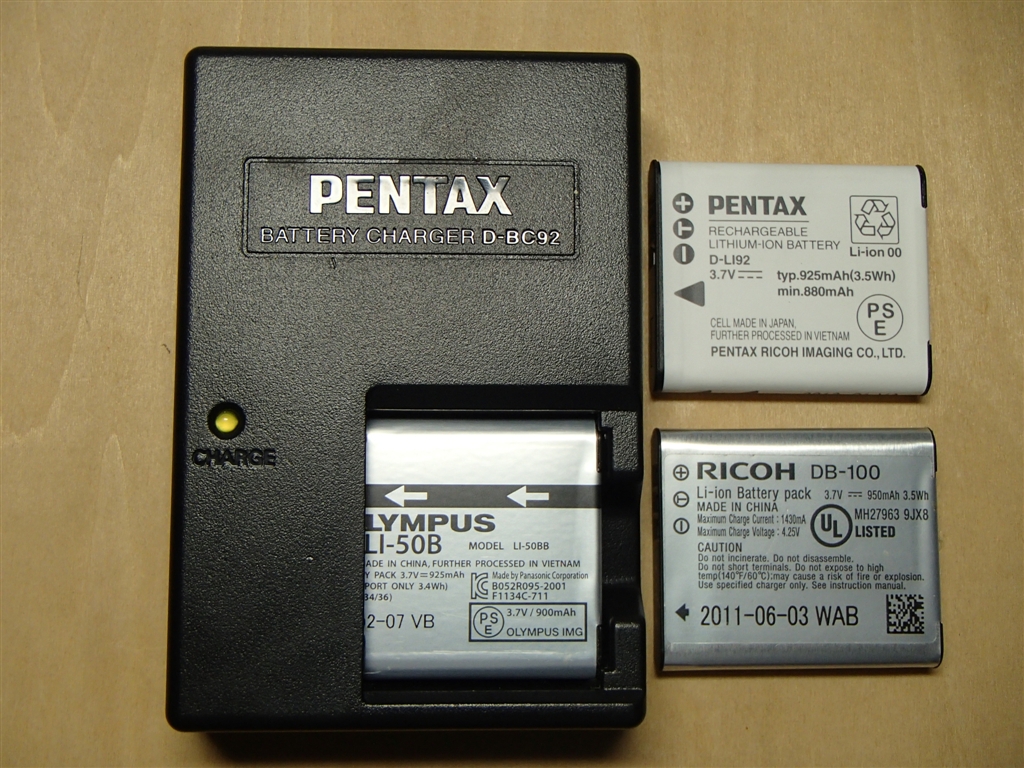 PENTAX
BATTERY CHARGER D-BC92
CHARGE
LYMPUS
LI-50B MODEL LI-50BB
ADE IN CHINA, FURTHER PROCESSED IN VIETNAM
Y PACK 3.7V⎓925mAh
PORT ONLY 3.4Wh)
34/36)
Made by Panasonic Corporation
B052R095-2001
F1134C-711
2-07 VB
PS
E
3.7V / 900mAh
OLYMPUS IMG
PENTAX
RECHARGEABLE
LITHIUM-ION BATTERY
D-LI92
3.7V⎓ typ.925mAh(3.5Wh)
min.880mAh
Li-ion 00
CELL MADE IN JAPAN,
FURTHER PROCESSED IN VIETNAM
PENTAX RICOH IMAGING CO., LTD.
PS
E
RICOH DB-100
Li-ion Battery pack 3.7V ⎓ 950mAh 3.5Wh
MADE IN CHINA
Maximum Charge Current : 1430mA
Maximum Charge Voltage : 4.25V
UL
MH27963 9JX8
LISTED
CAUTION
Do not incinerate. Do not disassemble.
Do not short terminals. Do not expose to high
temp(140°F/60°C):may cause a risk of fire or explosion.
Use specified charger only. See instruction manual.
2011-06-03 WAB